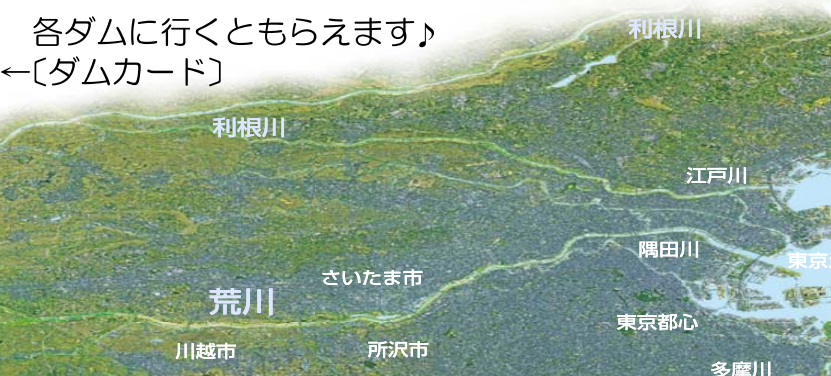 各ダムに行くともらえます♪
←〔ダムカード〕
利根川
利根川
江戸川
隅田川
東京
さいたま市
荒川
東京都心
川越市
所沢市
多摩川